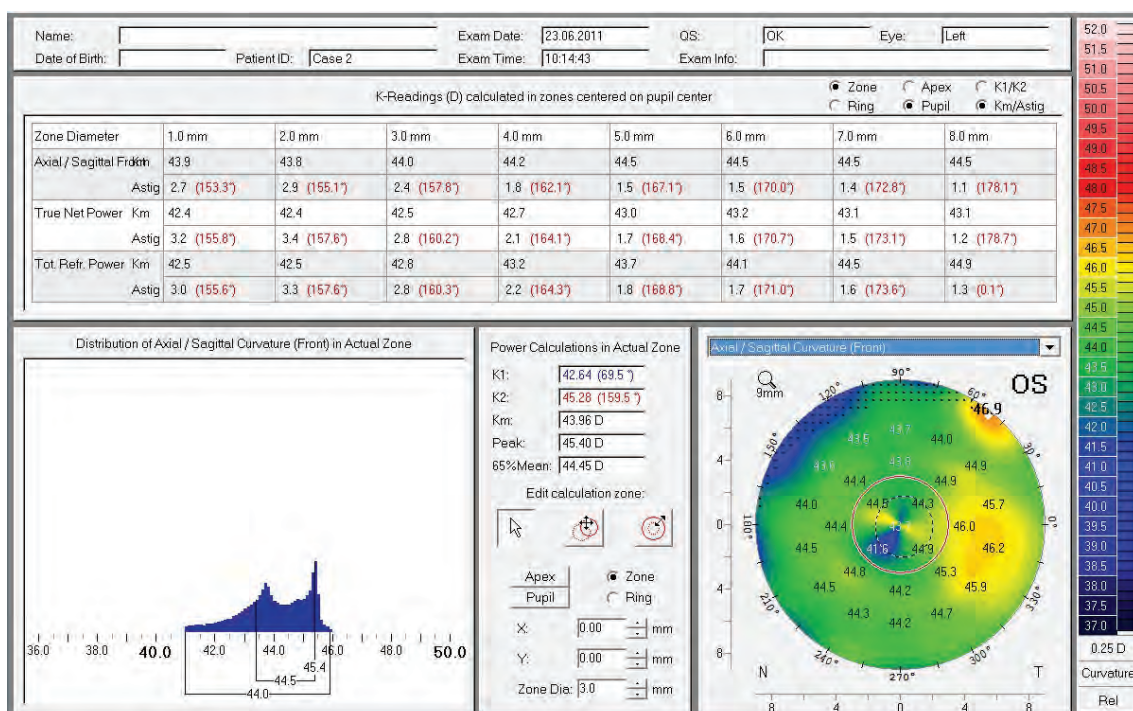 Name: Exam Date: 23.06.2011 QS: OK Eye: Left
Date of Birth: Patient ID: Case 2 Exam Time: 10:14:43 Exam Info:
K-Readings (D) calculated in zones centered on pupil center
Zone Apex K1/K2
Ring Pupil Km/Astig
Zone Diameter 1.0 mm 2.0 mm 3.0 mm 4.0 mm 5.0 mm 6.0 mm 7.0 mm 8.0 mm
Axial / Sagittal Front Km 43.9 43.8 44.0 44.2 44.5 44.5 44.5 44.5
Astig 2.7 (153.3°) 2.9 (155.1°) 2.4 (157.8°) 1.8 (162.1°) 1.5 (167.1°) 1.5 (170.0°) 1.4 (172.8°) 1.1 (178.1°)
True Net Power Km 42.4 42.4 42.5 42.7 43.0 43.2 43.1 43.1
Astig 3.2 (155.8°) 3.4 (157.6°) 2.8 (160.2°) 2.1 (164.1°) 1.7 (168.4°) 1.6 (170.7°) 1.5 (173.1°) 1.2 (178.7°)
Tot. Refr. Power Km 42.5 42.5 42.8 43.2 43.7 44.1 44.5 44.9
Astig 3.0 (155.6°) 3.3 (157.6°) 2.8 (160.3°) 2.2 (164.3°) 1.8 (168.8°) 1.7 (171.0°) 1.6 (173.6°) 1.3 (0.1°)
Distribution of Axial / Sagittal Curvature (Front) in Actual Zone
36.0 40.0 42.0 44.0 46.0 50.0
45.4
44.5
44.0
Power Calculations in Actual Zone
K1: 42.64 (69.5 °)
K2: 45.28 (159.5 °)
Km: 43.96 D
Peak: 45.40 D
65%Mean: 44.45 D
Edit calculation zone:
Apex Zone
Pupil Ring
X: 0.00 mm
Y: 0.00 mm
Zone Dia: 3.0 mm
Axial / Sagittal Curvature (Front)
9mm
OS
90°
120° 60°
150° 30°
180° 0°
210° 330°
240° 300°
270°
8
4
0
4
8
46.9
43.6 43.7 44.0
43.9 43.8 44.9
44.4 44.9
44.0 44.5 44.3 45.7
44.4 46.0
44.5 41.6 44.9 46.2
44.8 45.3
44.5 44.2 45.9
44.3 44.2 44.7
N T
8 4 0 4 8
52.0
51.5
51.0
50.5
50.0
49.5
49.0
48.5
48.0
47.5
47.0
46.5
46.0
45.5
45.0
44.5
44.0
43.5
43.0
42.5
42.0
41.5
41.0
40.5
40.0
39.5
39.0
38.5
38.0
37.5
37.0
0.25 D
Curvature
Rel